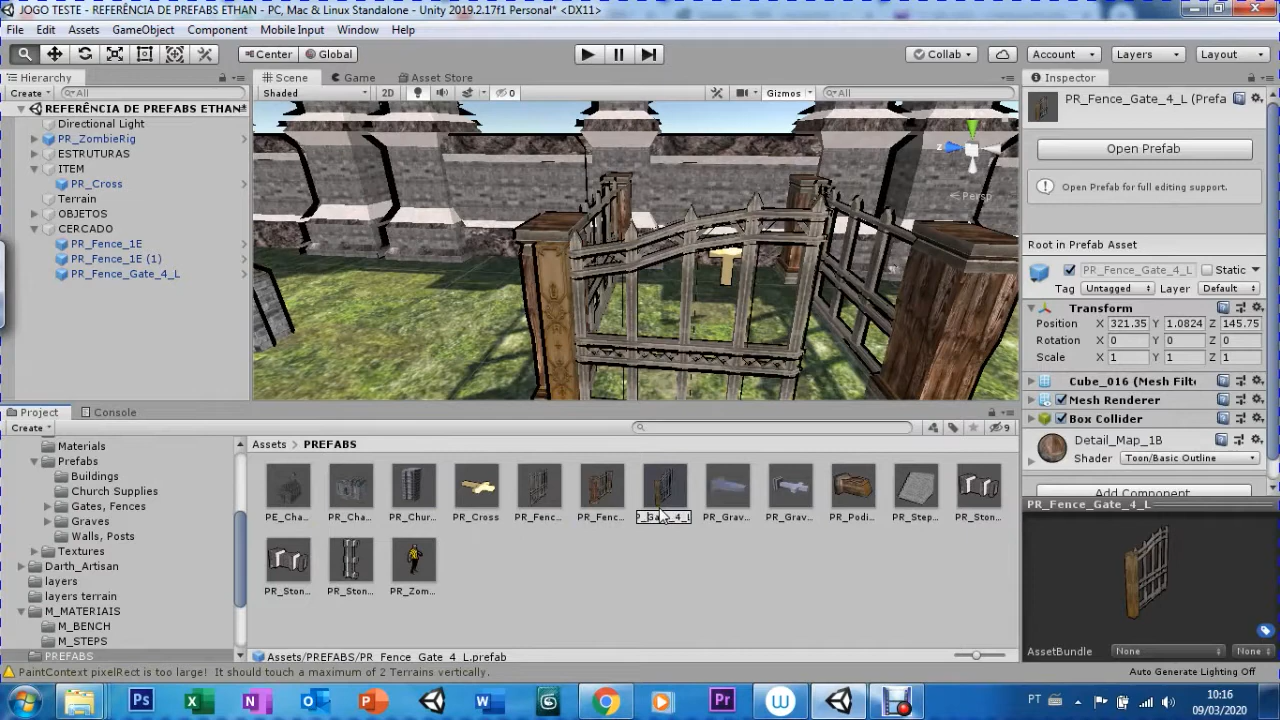 JOGO TESTE - REFERÊNCIA DE PREFABS ETHAN - PC, Mac & Linux Standalone - Unity 2019.2.17f1 Personal* <DX11>
File Edit Assets GameObject Component Mobile Input Window Help
Center Global Collab Account Layers Layout
Hierarchy Scene Game Asset Store Inspector
Create All Shaded 2D 0 Gizmos All
REFERÊNCIA DE PREFABS ETHAN
Directional Light
PR_ZombieRig
ESTRUTURAS
ITEM
PR_Cross
Terrain
OBJETOS
CERCADO
PR_Fence_1E
PR_Fence_1E (1)
PR_Fence_Gate_4_L
z
Persp
PR_Fence_Gate_4_L (Prefa
Open Prefab
Open Prefab for full editing support.
Root in Prefab Asset
PR_Fence_Gate_4_L Static
Tag Untagged Layer Default
Transform
Position X 321.35 Y 1.0824 Z 145.75
Rotation X 0 Y 0 Z 0
Scale X 1 Y 1 Z 1
Cube_016 (Mesh Filte
Mesh Renderer
Box Collider
Detail_Map_1B
Shader Toon/Basic Outline
Add Component
PR_Fence_Gate_4_L
AssetBundle None None
Project Console
Create 9
Materials
Prefabs
Buildings
Church Supplies
Gates, Fences
Graves
Walls, Posts
Textures
Darth_Artisan
layers
layers terrain
M_MATERIAIS
M_BENCH
M_STEPS
PREFABS
Assets PREFABS
PE_Cha... PR_Cha... PR_Chur... PR_Cross PR_Fenc... PR_Fenc... PR_Grav... PR_Grav... PR_Podi... PR_Step... PR_Ston...
PR_Ston... PR_Ston... PR_Zom...
Assets/PREFABS/PR_Fence_Gate_4_L.prefab
PaintContext pixelRect is too large! It should touch a maximum of 2 Terrains vertically.
Auto Generate Lighting Off
Ps W Pr W
PT 10:16
09/03/2020